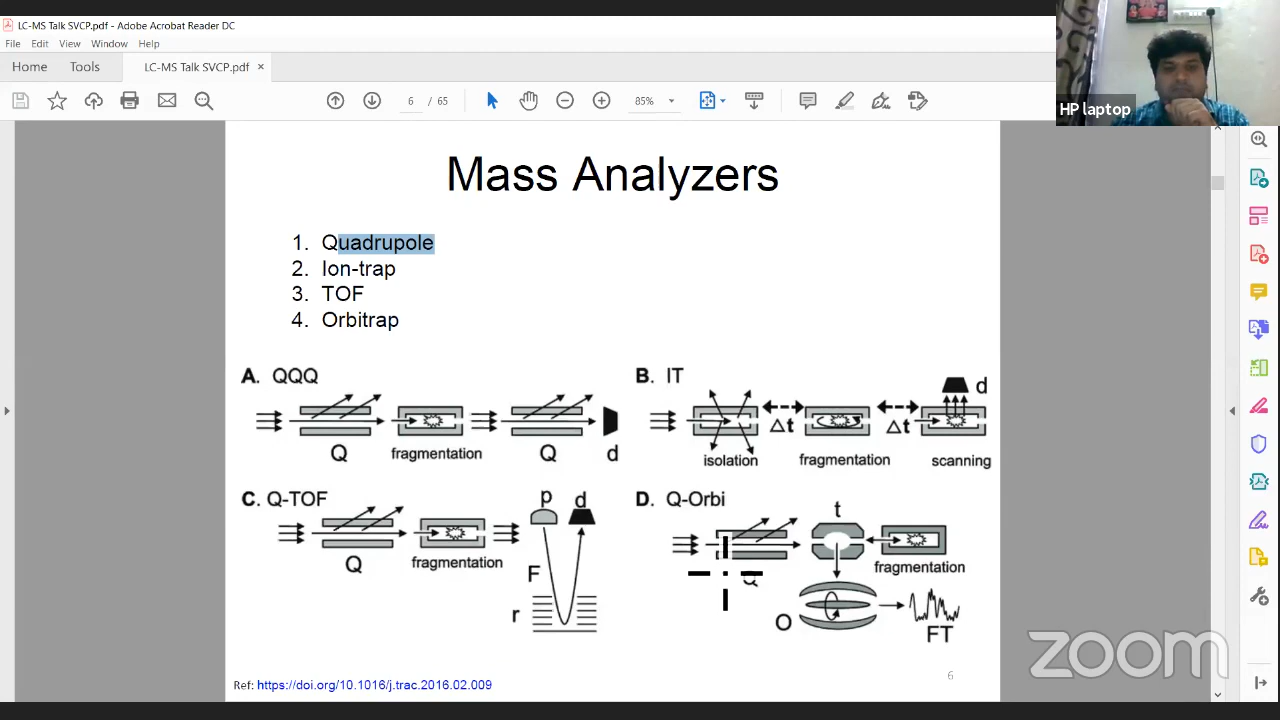 LC-MS Talk SVCP.pdf - Adobe Acrobat Reader DC
File Edit View Window Help
Home Tools LC-MS Talk SVCP.pdf ×
6 / 65 85%
HP laptop
Mass Analyzers
1. Quadrupole
2. Ion-trap
3. TOF
4. Orbitrap
A. QQQ
Q fragmentation Q d
B. IT
d
Δt Δt
isolation fragmentation scanning
C. Q-TOF
p d
Q fragmentation
F
r
D. Q-Orbi
t
fragmentation
Q
O
FT
Ref: https://doi.org/10.1016/j.trac.2016.02.009
6
zoom